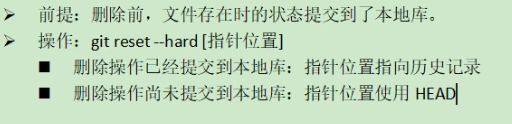 ➢ 前提：删除前，文件存在时的状态提交到了本地库。
➢ 操作：git reset --hard [指针位置]
■ 删除操作已经提交到本地库：指针位置指向历史记录
■ 删除操作尚未提交到本地库：指针位置使用 HEAD